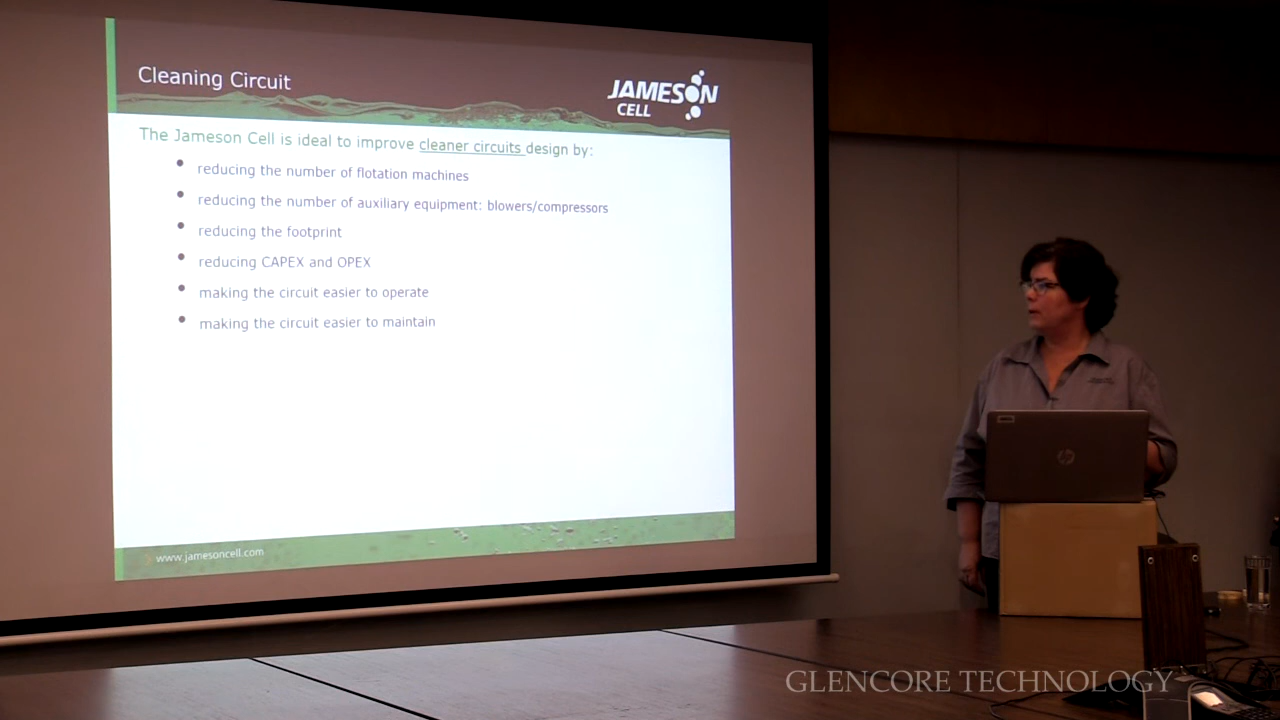 Cleaning Circuit
JAMESON
CELL
The Jameson Cell is ideal to improve cleaner circuits design by:
• reducing the number of flotation machines
• reducing the number of auxiliary equipment: blowers/compressors
• reducing the footprint
• reducing CAPEX and OPEX
• making the circuit easier to operate
• making the circuit easier to maintain
www.jamesoncell.com
hp
GLENCORE TECHNOLOGY